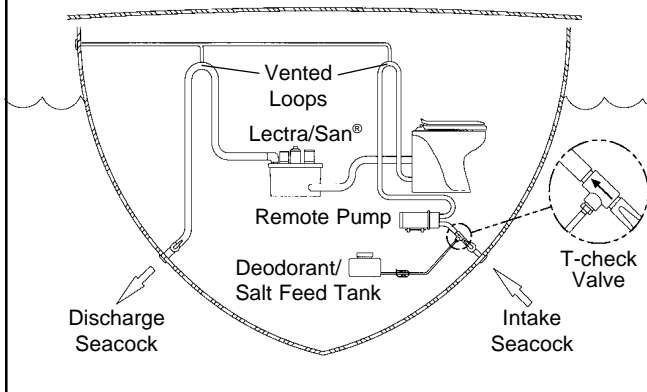 Vented
Loops
Lectra/San®
Remote Pump
Deodorant/
Salt Feed Tank
T-check
Valve
Discharge
Seacock
Intake
Seacock